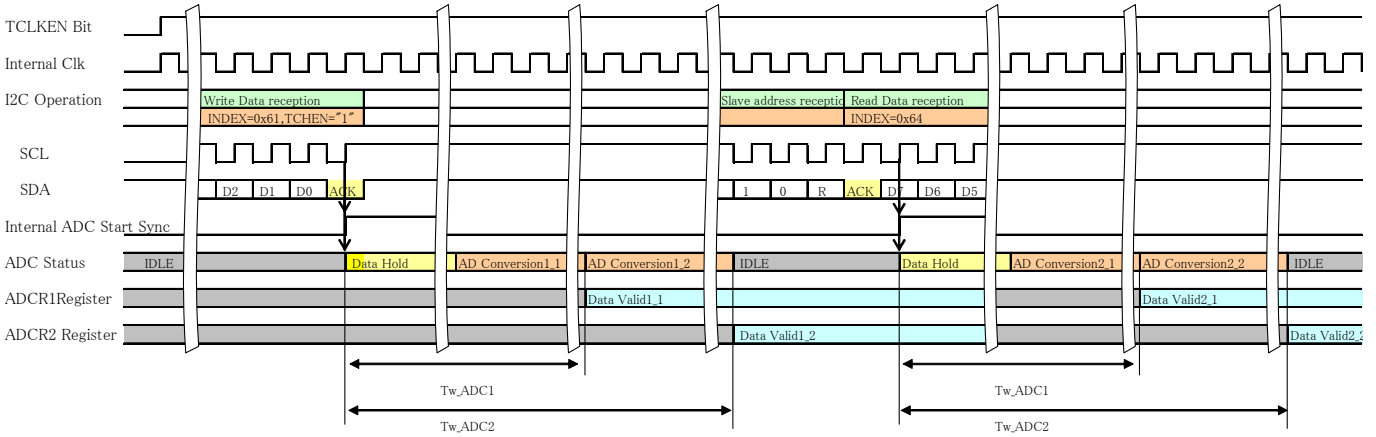 TCLKEN Bit
Internal Clk
I2C Operation Write Data reception Slave address receptic Read Data reception
INDEX=0x61,TCHEN="1" INDEX=0x64
SCL
SDA D2 D1 D0 ACK 1 0 R ACK D7 D6 D5
Internal ADC Start Sync
ADC Status IDLE Data Hold AD Conversion1_1 AD Conversion1_2 IDLE Data Hold AD Conversion2_1 AD Conversion2_2 IDLE
ADCR1Register Data Valid1_1 Data Valid2_1
ADCR2 Register Data Valid1_2 Data Valid2_2
Tw_ADC1 Tw_ADC1
Tw_ADC2 Tw_ADC2